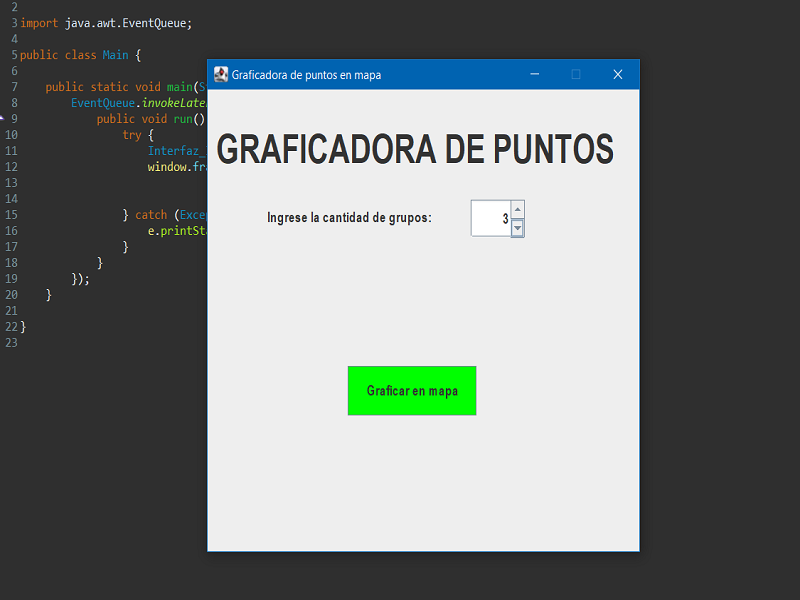 2
3 import java.awt.EventQueue;
4
5 public class Main {
6
7 public static void main(S
8 EventQueue.invokeLate
9 public void run()
10 try {
11 Interfaz_
12 window.fra
13
14
15 } catch (Excep
16 e.printSta
17 }
18 }
19 });
20 }
21
22 }
23
Graficadora de puntos en mapa
GRAFICADORA DE PUNTOS
Ingrese la cantidad de grupos:
3
Graficar en mapa